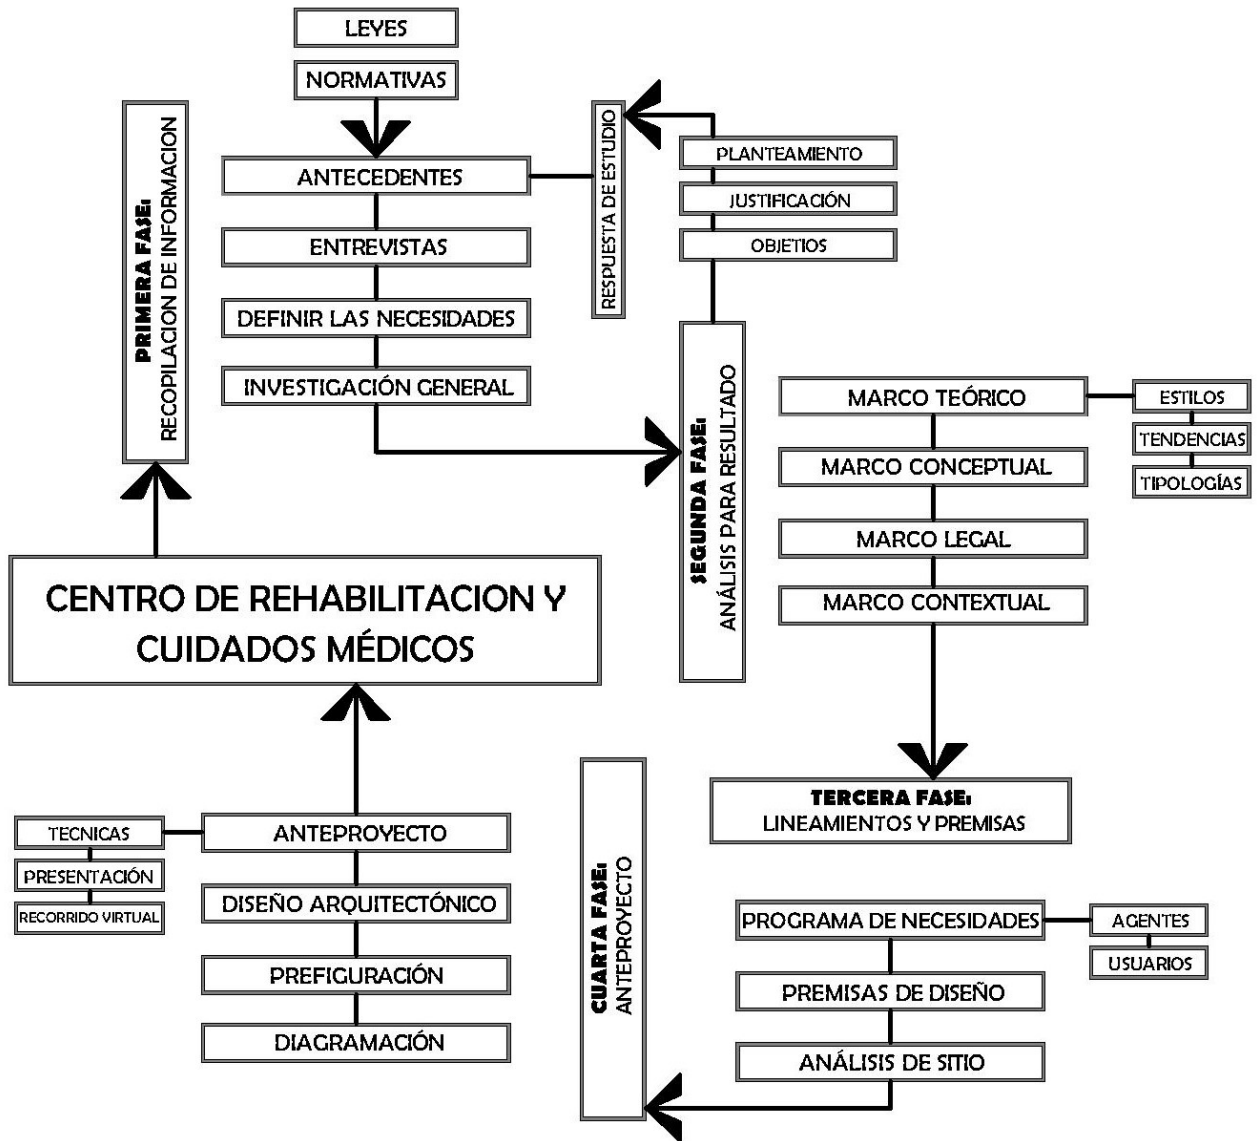 LEYES
NORMATIVAS
PRIMERA FASE:
RECOPILACION DE INFORMACION
ANTECEDENTES
ENTREVISTAS
DEFINIR LAS NECESIDADES
INVESTIGACIÓN GENERAL
RESPUESTA DE ESTUDIO
PLANTEAMIENTO
JUSTIFICACIÓN
OBJETIOS
SEGUNDA FASE:
ANÁLISIS PARA RESULTADO
MARCO TEÓRICO
MARCO CONCEPTUAL
MARCO LEGAL
MARCO CONTEXTUAL
ESTILOS
TENDENCIAS
TIPOLOGÍAS
CENTRO DE REHABILITACION Y
CUIDADOS MÉDICOS
TERCERA FASE:
LINEAMIENTOS Y PREMISAS
PROGRAMA DE NECESIDADES
PREMISAS DE DISEÑO
ANÁLISIS DE SITIO
AGENTES
USUARIOS
CUARTA FASE:
ANTEPROYECTO
ANTEPROYECTO
DISEÑO ARQUITECTÓNICO
PREFIGURACIÓN
DIAGRAMACIÓN
TECNICAS
PRESENTACIÓN
RECORRIDO VIRTUAL